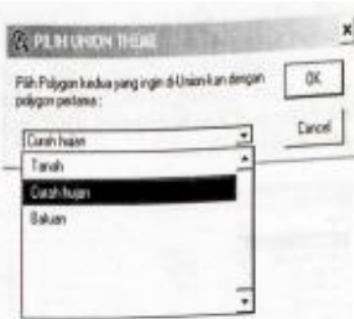 PILIH UNION THEME
Pilih Polygon kedua yang ingin di-Union-kan dengan
polygon pertama :
OK
Cancel
Curah hujan
Tanah
Curah hujan
Batuan